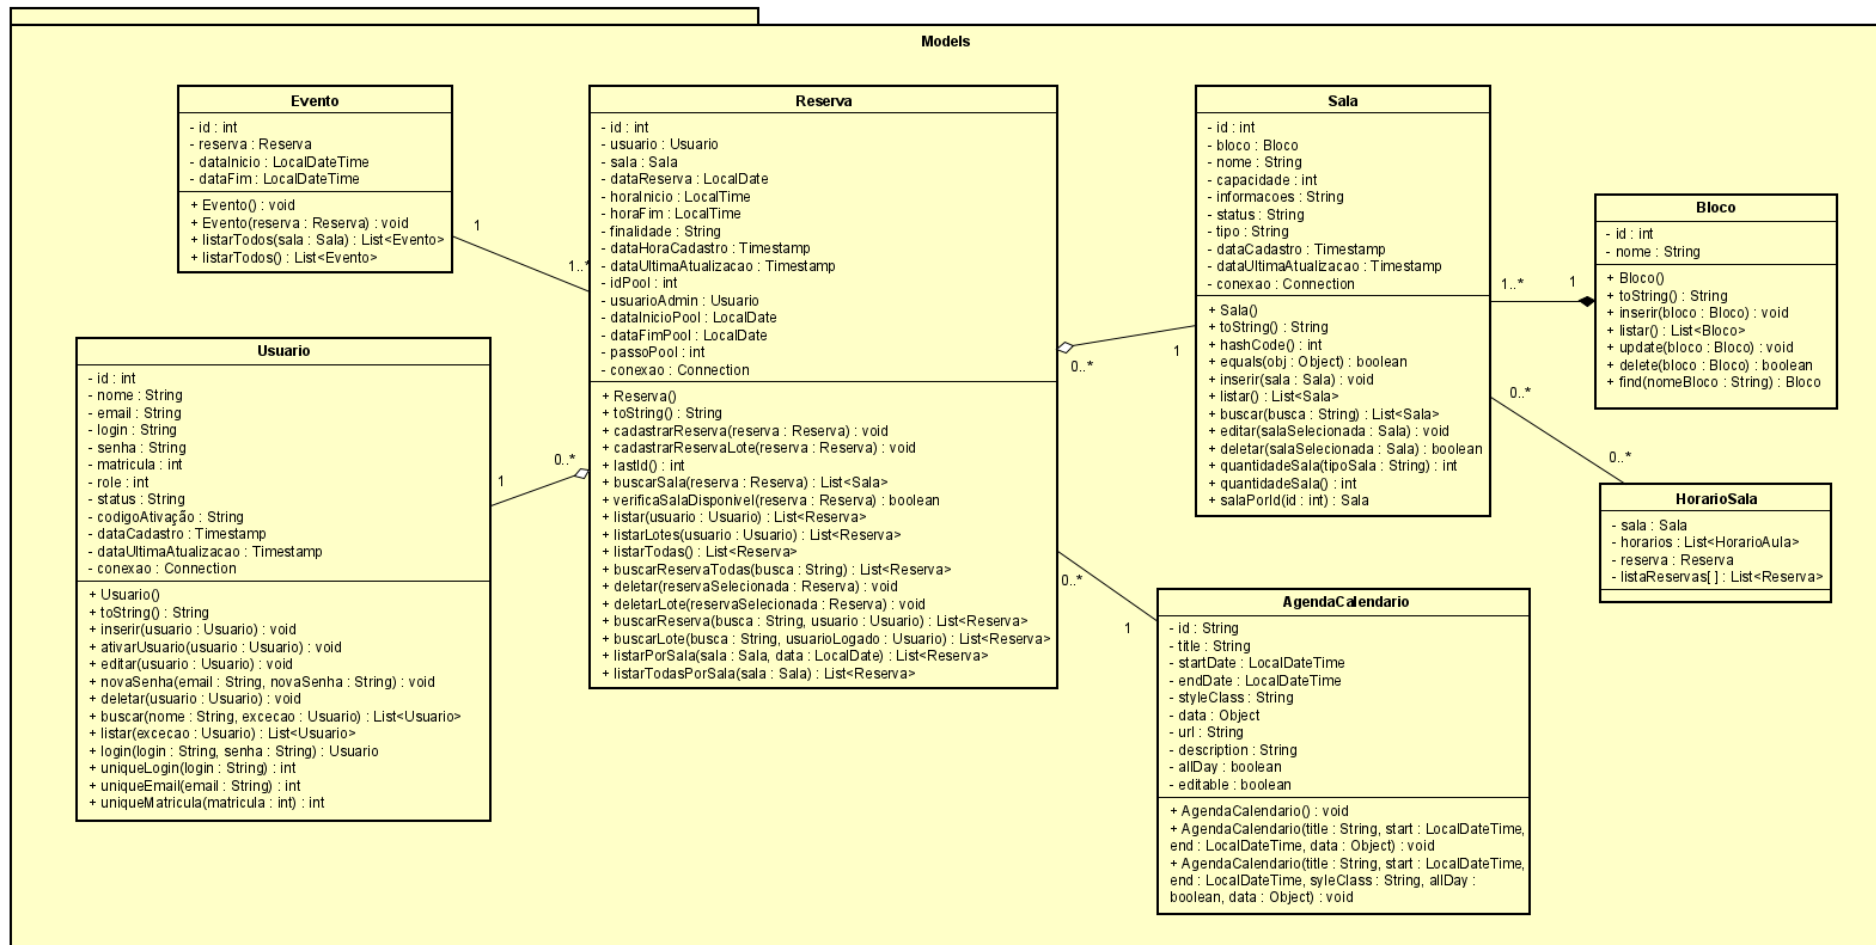 Models
Evento
- id : int
- reserva : Reserva
- dataInicio : LocalDateTime
- dataFim : LocalDateTime
+ Evento() : void
+ Evento(reserva : Reserva) : void
+ listarTodos(sala : Sala) : List<Evento>
+ listarTodos() : List<Evento>
1
1..*
Usuario
- id : int
- nome : String
- email : String
- login : String
- senha : String
- matricula : int
- role : int
- status : String
- codigoAtivação : String
- dataCadastro : Timestamp
- dataUltimaAtualizacao : Timestamp
- conexao : Connection
+ Usuario()
+ toString() : String
+ inserir(usuario : Usuario) : void
+ ativarUsuario(usuario : Usuario) : void
+ editar(usuario : Usuario) : void
+ novaSenha(email : String, novaSenha : String) : void
+ deletar(usuario : Usuario) : void
+ buscar(nome : String, excecao : Usuario) : List<Usuario>
+ listar(excecao : Usuario) : List<Usuario>
+ login(login : String, senha : String) : Usuario
+ uniqueLogin(login : String) : int
+ uniqueEmail(email : String) : int
+ uniqueMatricula(matricula : int) : int
1
0..*
Reserva
- id : int
- usuario : Usuario
- sala : Sala
- dataReserva : LocalDate
- horaInicio : LocalTime
- horaFim : LocalTime
- finalidade : String
- dataHoraCadastro : Timestamp
- dataUltimaAtualizacao : Timestamp
- idPool : int
- usuarioAdmin : Usuario
- dataInicioPool : LocalDate
- dataFimPool : LocalDate
- passoPool : int
- conexao : Connection
+ Reserva()
+ toString() : String
+ cadastrarReserva(reserva : Reserva) : void
+ cadastrarReservaLote(reserva : Reserva) : void
+ lastId() : int
+ buscarSala(reserva : Reserva) : List<Sala>
+ verificaSalaDisponivel(reserva : Reserva) : boolean
+ listar(usuario : Usuario) : List<Reserva>
+ listarLotes(usuario : Usuario) : List<Reserva>
+ listarTodas() : List<Reserva>
+ buscarReservaTodas(busca : String) : List<Reserva>
+ deletar(reservaSelecionada : Reserva) : void
+ deletarLote(reservaSelecionada : Reserva) : void
+ buscarReserva(busca : String, usuario : Usuario) : List<Reserva>
+ buscarLote(busca : String, usuarioLogado : Usuario) : List<Reserva>
+ listarPorSala(sala : Sala, data : LocalDate) : List<Reserva>
+ listarTodasPorSala(sala : Sala) : List<Reserva>
0..*
1
0..*
1
Sala
- id : int
- bloco : Bloco
- nome : String
- capacidade : int
- informacoes : String
- status : String
- tipo : String
- dataCadastro : Timestamp
- dataUltimaAtualizacao : Timestamp
- conexao : Connection
+ Sala()
+ toString() : String
+ hashCode() : int
+ equals(obj : Object) : boolean
+ inserir(sala : Sala) : void
+ listar() : List<Sala>
+ buscar(busca : String) : List<Sala>
+ editar(salaSelecionada : Sala) : void
+ deletar(salaSelecionada : Sala) : boolean
+ quantidadeSala(tipoSala : String) : int
+ quantidadeSala() : int
+ salaPorId(id : int) : Sala
1..*
1
0..*
0..*
Bloco
- id : int
- nome : String
+ Bloco()
+ toString() : String
+ inserir(bloco : Bloco) : void
+ listar() : List<Bloco>
+ update(bloco : Bloco) : void
+ delete(bloco : Bloco) : boolean
+ find(nomeBloco : String) : Bloco
HorarioSala
- sala : Sala
- horarios : List<HorarioAula>
- reserva : Reserva
- listaReservas[ ] : List<Reserva>
AgendaCalendario
- id : String
- title : String
- startDate : LocalDateTime
- endDate : LocalDateTime
- styleClass : String
- data : Object
- url : String
- description : String
- allDay : boolean
- editable : boolean
+ AgendaCalendario() : void
+ AgendaCalendario(title : String, start : LocalDateTime,
end : LocalDateTime, data : Object) : void
+ AgendaCalendario(title : String, start : LocalDateTime,
end : LocalDateTime, syleClass : String, allDay :
boolean, data : Object) : void